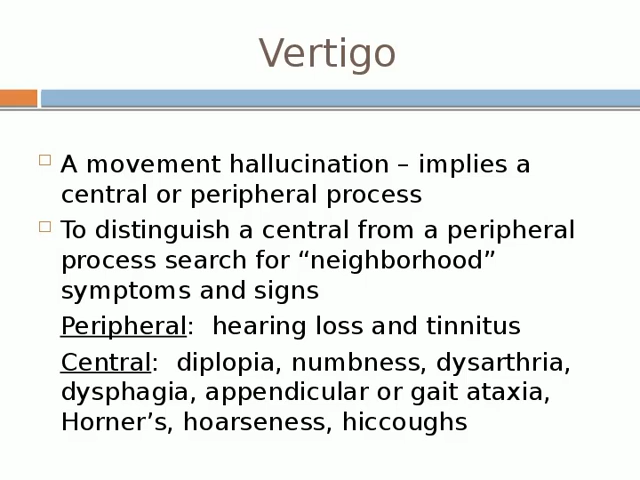 Vertigo
A movement hallucination – implies a
central or peripheral process
To distinguish a central from a peripheral
process search for “neighborhood”
symptoms and signs
Peripheral:  hearing loss and tinnitus
Central:  diplopia, numbness, dysarthria,
dysphagia, appendicular or gait ataxia,
Horner’s, hoarseness, hiccoughs